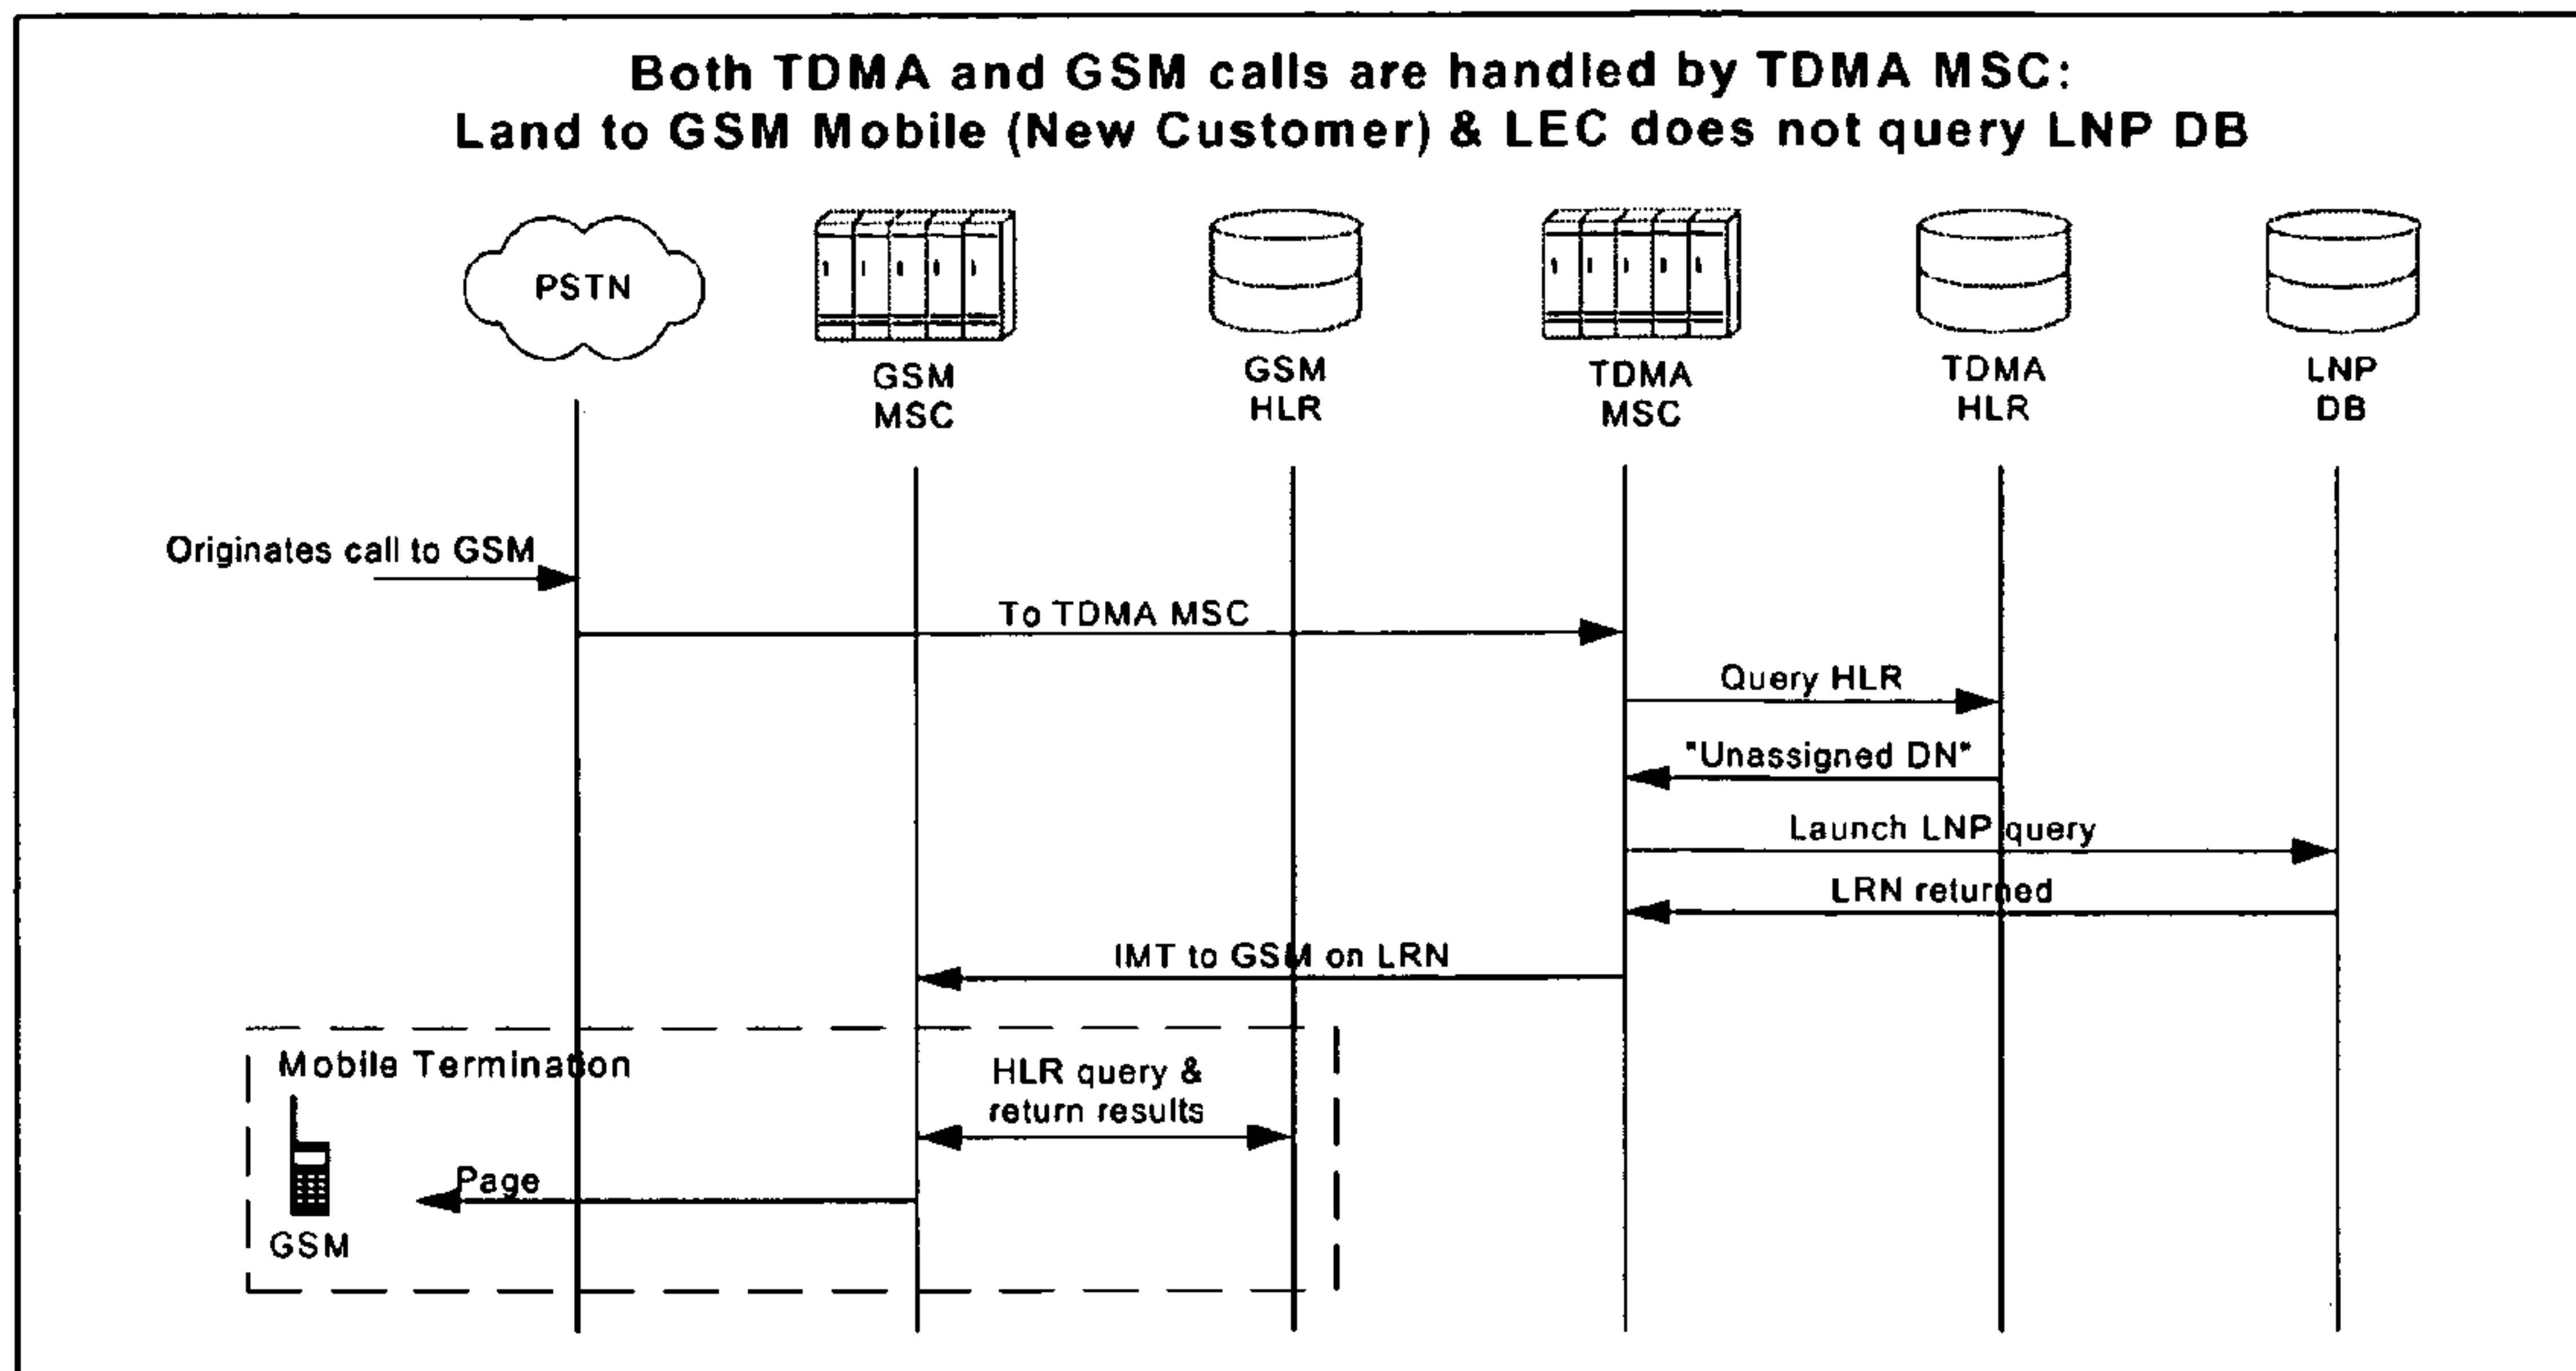 Both TDMA and GSM calls are handled by TDMA MSC:
Land to GSM Mobile (New Customer) & LEC does not query LNP DB
PSTN
GSM
MSC
GSM
HLR
TDMA
MSC
TDMA
HLR
LNP
DB
Originates call to GSM
To TDMA MSC
Query HLR
"Unassigned DN"
Launch LNP query
LRN returned
IMT to GSM on LRN
Mobile Termination
HLR query &
return results
Page
GSM